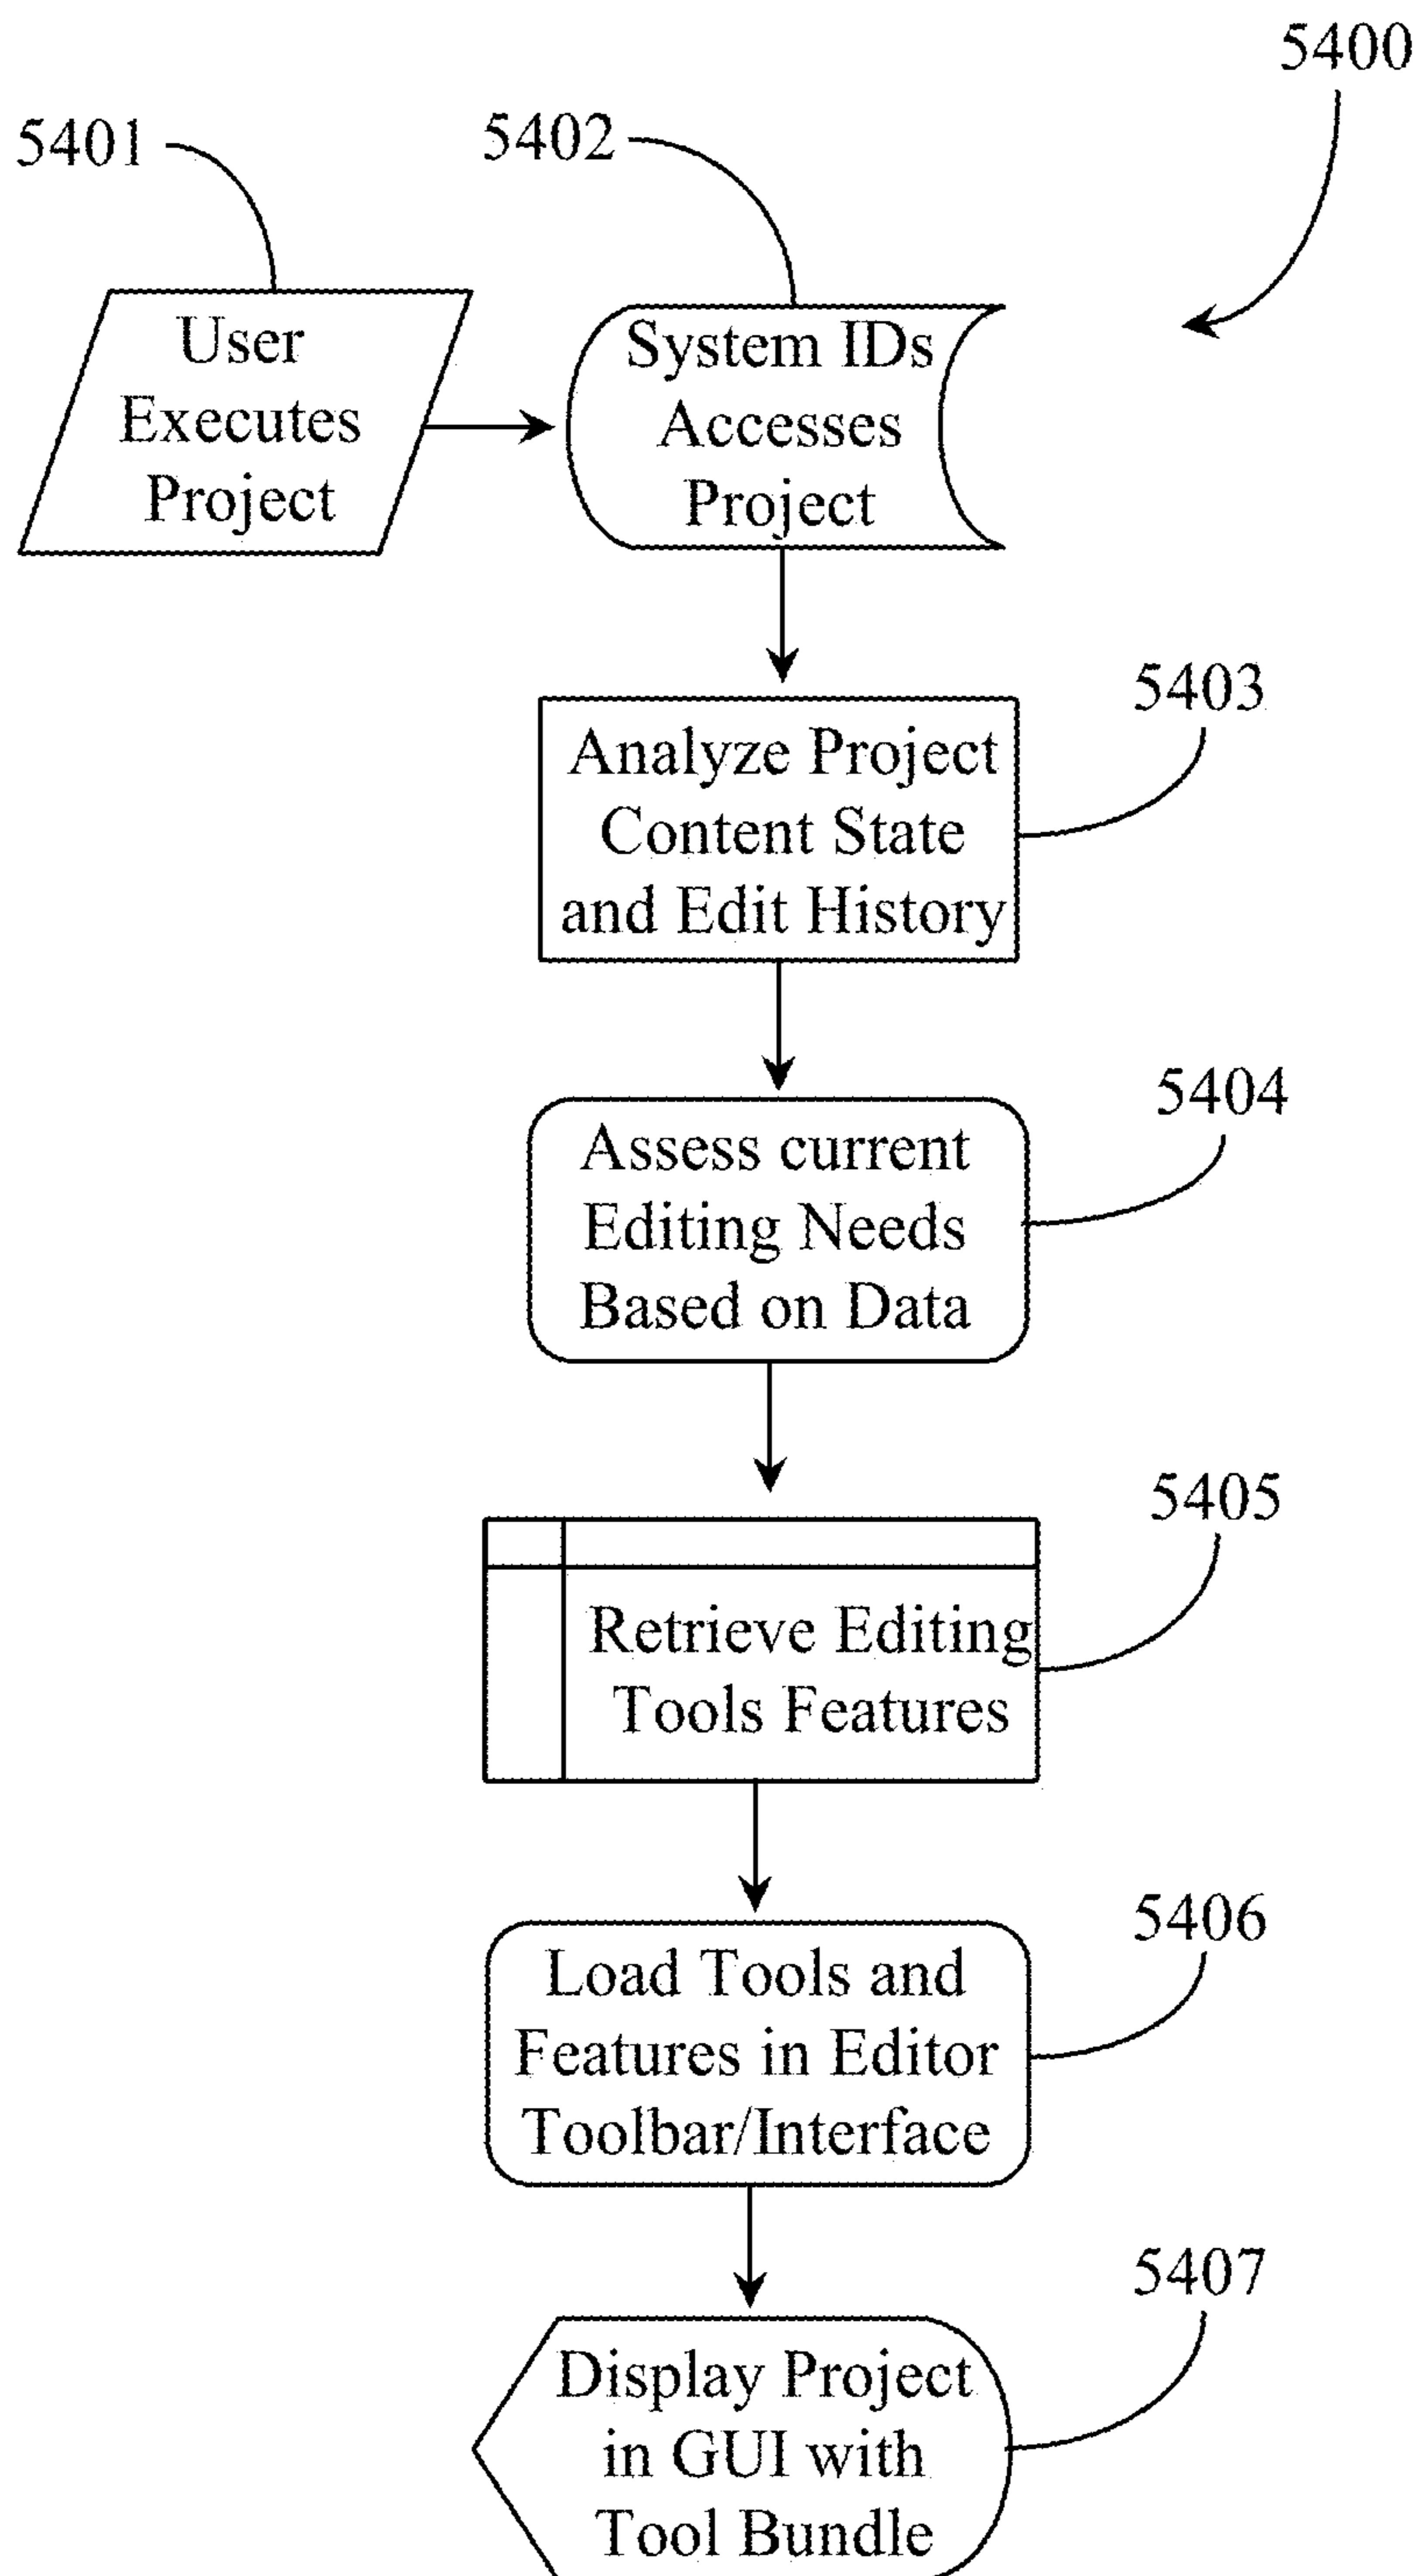 5400
5401
5402
User
Executes
Project
System IDs
Accesses
Project
5403
Analyze Project
Content State
and Edit History
5404
Assess current
Editing Needs
Based on Data
5405
Retrieve Editing
Tools Features
5406
Load Tools and
Features in Editor
Toolbar/Interface
5407
Display Project
in GUI with
Tool Bundle